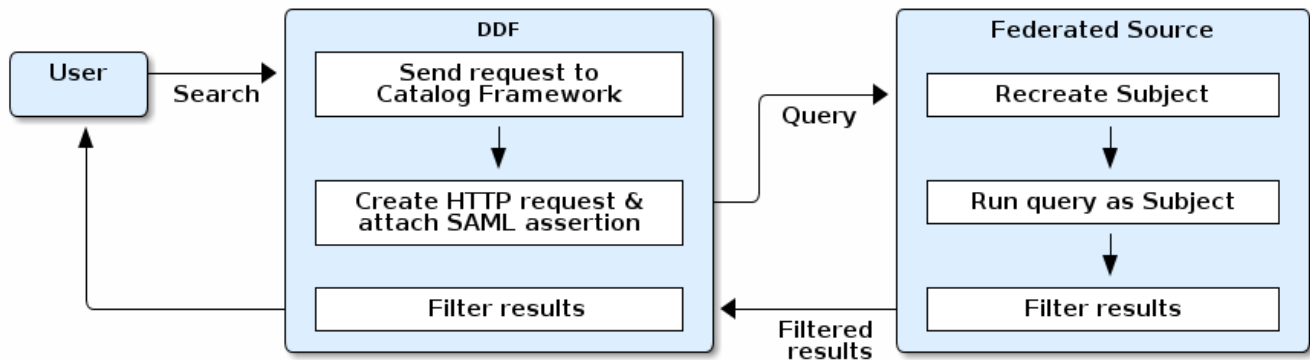 User
Search
DDF
Send request to
Catalog Framework
Create HTTP request &
attach SAML assertion
Filter results
Query
Federated Source
Recreate Subject
Run query as Subject
Filter results
Filtered
results